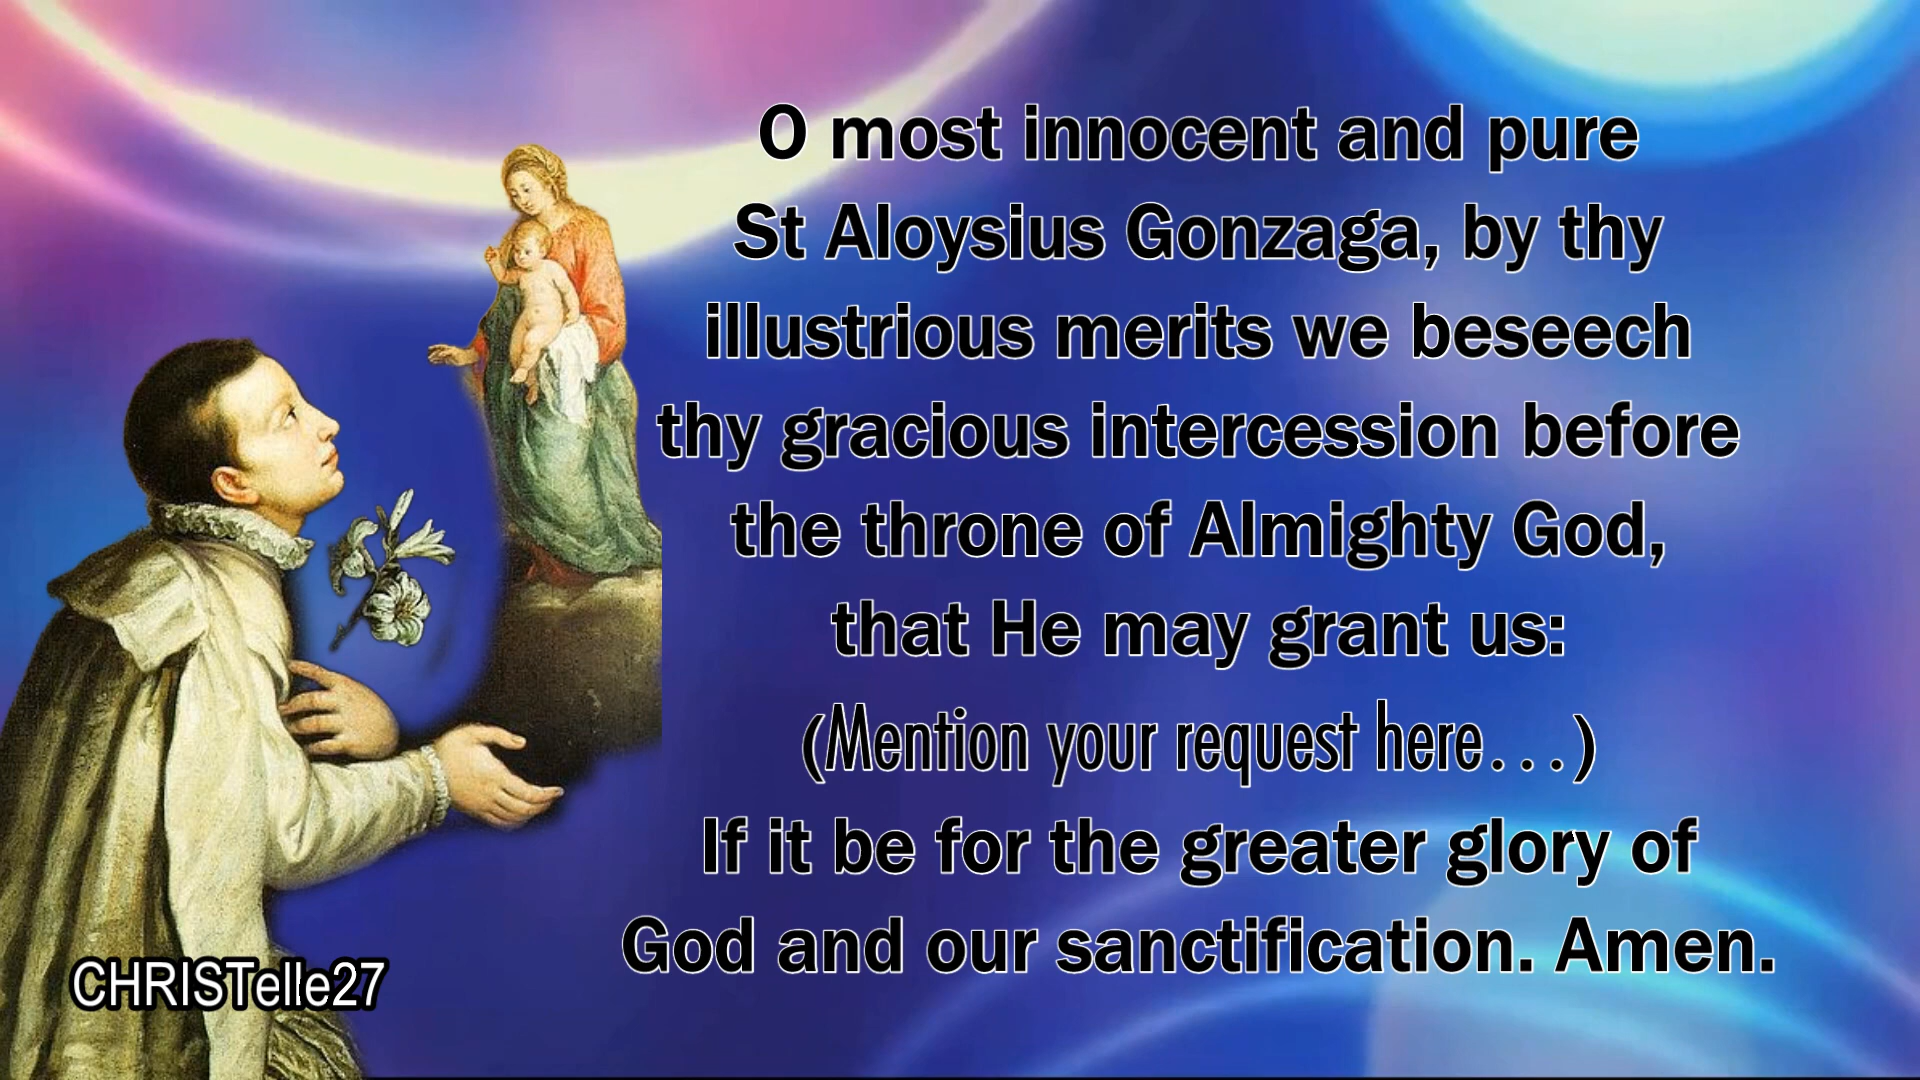 O most innocent and pure
St Aloysius Gonzaga, by thy
illustrious merits we beseech
thy gracious intercession before
the throne of Almighty God,
that He may grant us:
(Mention your request here...)
If it be for the greater glory of
God and our sanctification. Amen.
CHRISTelle27